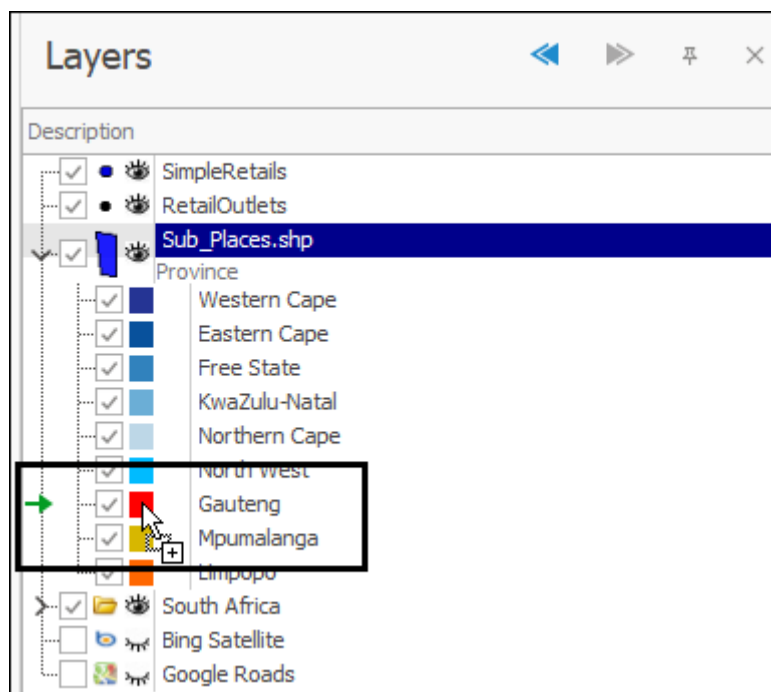 Layers
Description
SimpleRetails
RetailOutlets
Sub_Places.shp
Province
Western Cape
Eastern Cape
Free State
KwaZulu-Natal
Northern Cape
North West
Gauteng
Mpumalanga
Limpopo
South Africa
Bing Satellite
Google Roads